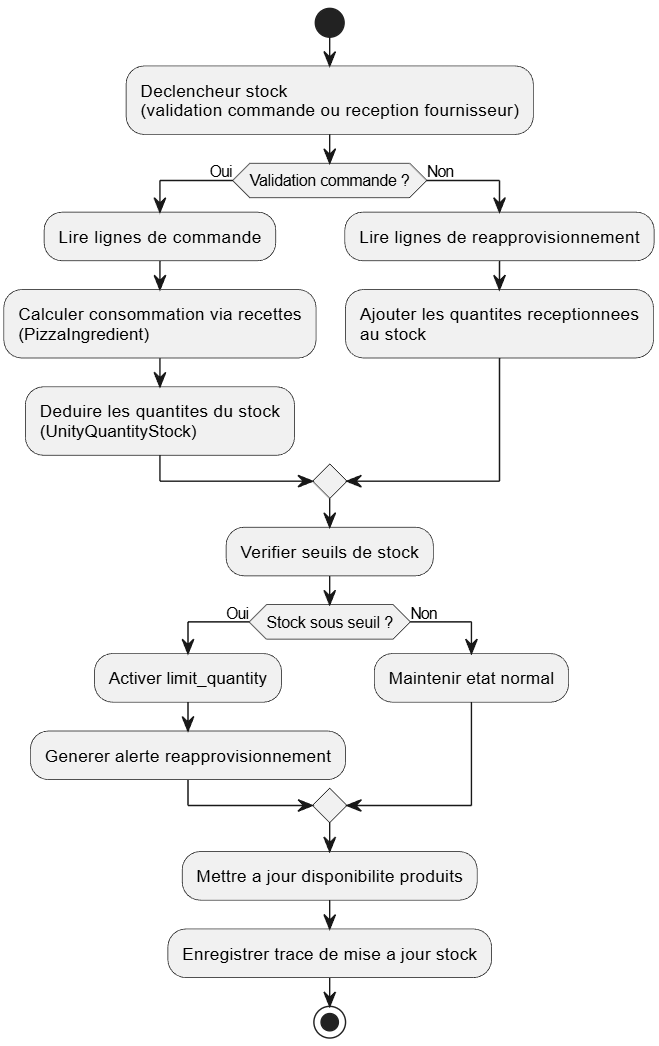 Declencheur stock
(validation commande ou reception fournisseur)
Oui
Validation commande ?
Non
Lire lignes de commande
Lire lignes de reapprovisionnement
Calculer consommation via recettes
(PizzaIngredient)
Ajouter les quantites receptionnees
au stock
Deduire les quantites du stock
(UnityQuantityStock)
Verifier seuils de stock
Oui
Stock sous seuil ?
Non
Activer limit_quantity
Maintenir etat normal
Generer alerte reapprovisionnement
Mettre a jour disponibilite produits
Enregistrer trace de mise a jour stock